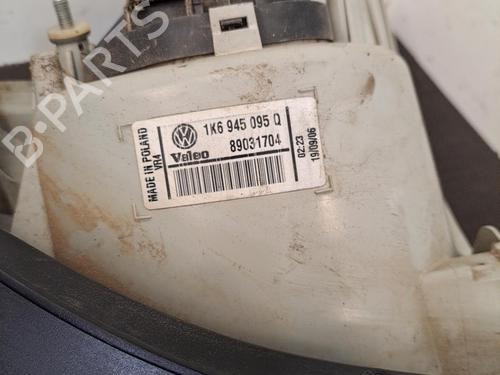 1K6 945 095 Q
Valeo
89031704
MADE IN POLAND
VR4
02:23
19/09/06
B-PARTS